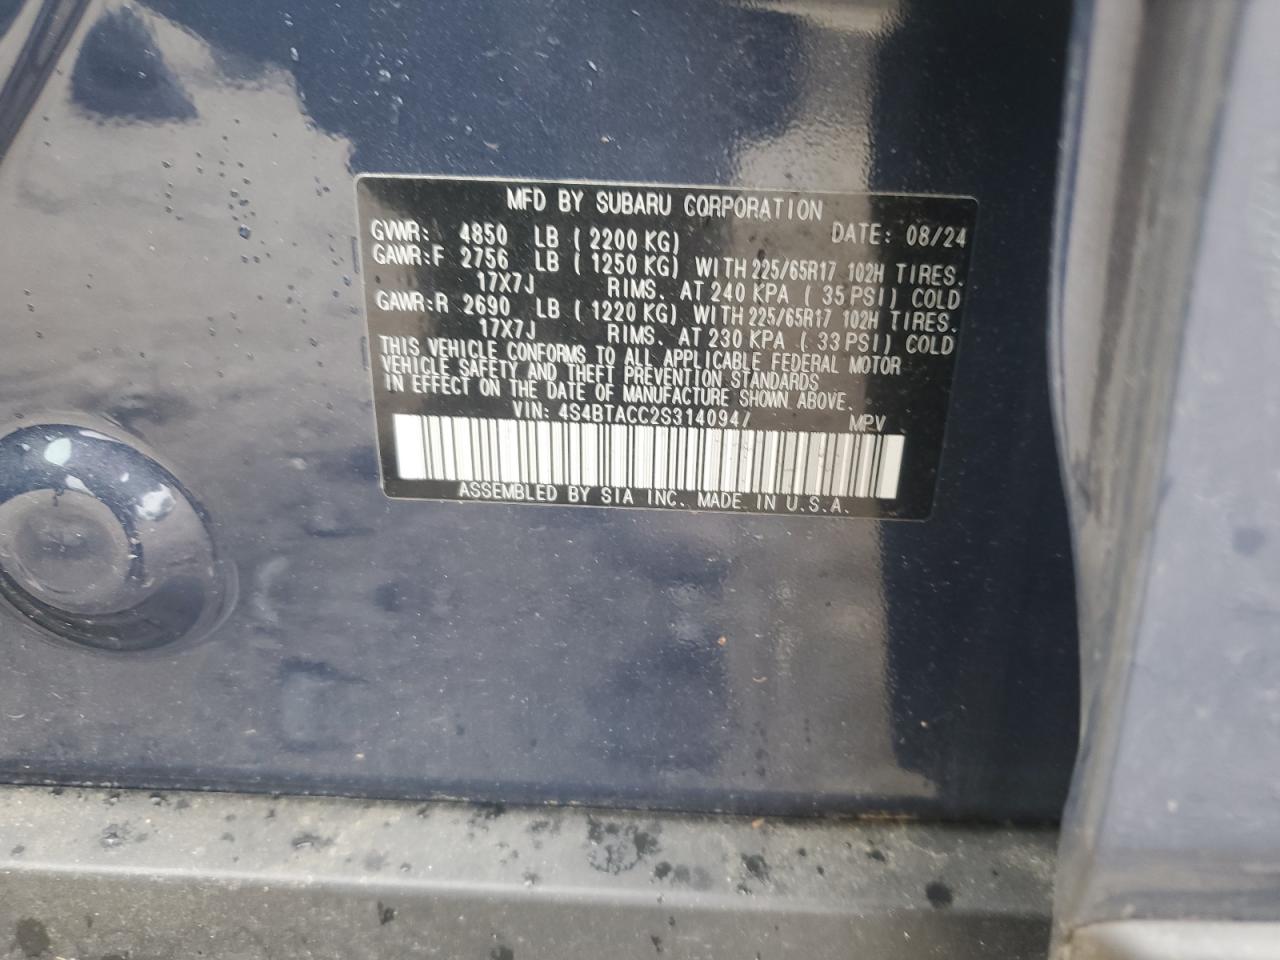 MFD BY SUBARU CORPORATION
GVWR: 4850 LB ( 2200 KG) DATE: 08/24
GAWR:F 2756 LB ( 1250 KG) WITH 225/65R17 102H TIRES.
17X7J RIMS. AT 240 KPA ( 35 PSI) COLD
GAWR:R 2690 LB ( 1220 KG) WITH 225/65R17 102H TIRES.
17X7J RIMS. AT 230 KPA ( 33 PSI) COLD
THIS VEHICLE CONFORMS TO ALL APPLICABLE FEDERAL MOTOR
VEHICLE SAFETY AND THEFT PREVENTION STANDARDS
IN EFFECT ON THE DATE OF MANUFACTURE SHOWN ABOVE.
VIN: 4S4BTACC2S3140947 MPV
ASSEMBLED BY SIA INC. MADE IN U.S.A.